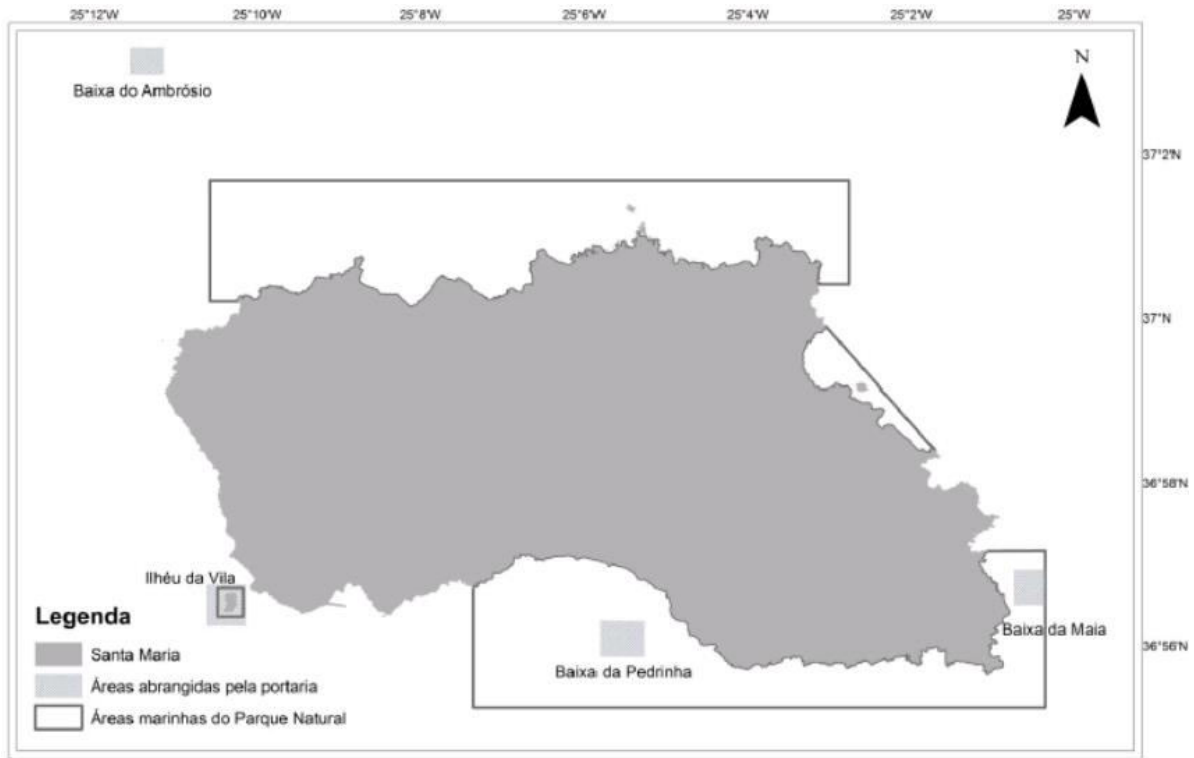 25°12'W 25°10'W 25°8'W 25°6'W 25°4'W 25°2'W 25°W
Baixa do Ambrósio
N
37°2'N
37°N
36°58'N
Ilhéu da Vila
Legenda
Santa Maria
Áreas abrangidas pela portaria
Áreas marinhas do Parque Natural
Baixa da Pedrinha
Baixa da Maia
36°56'N